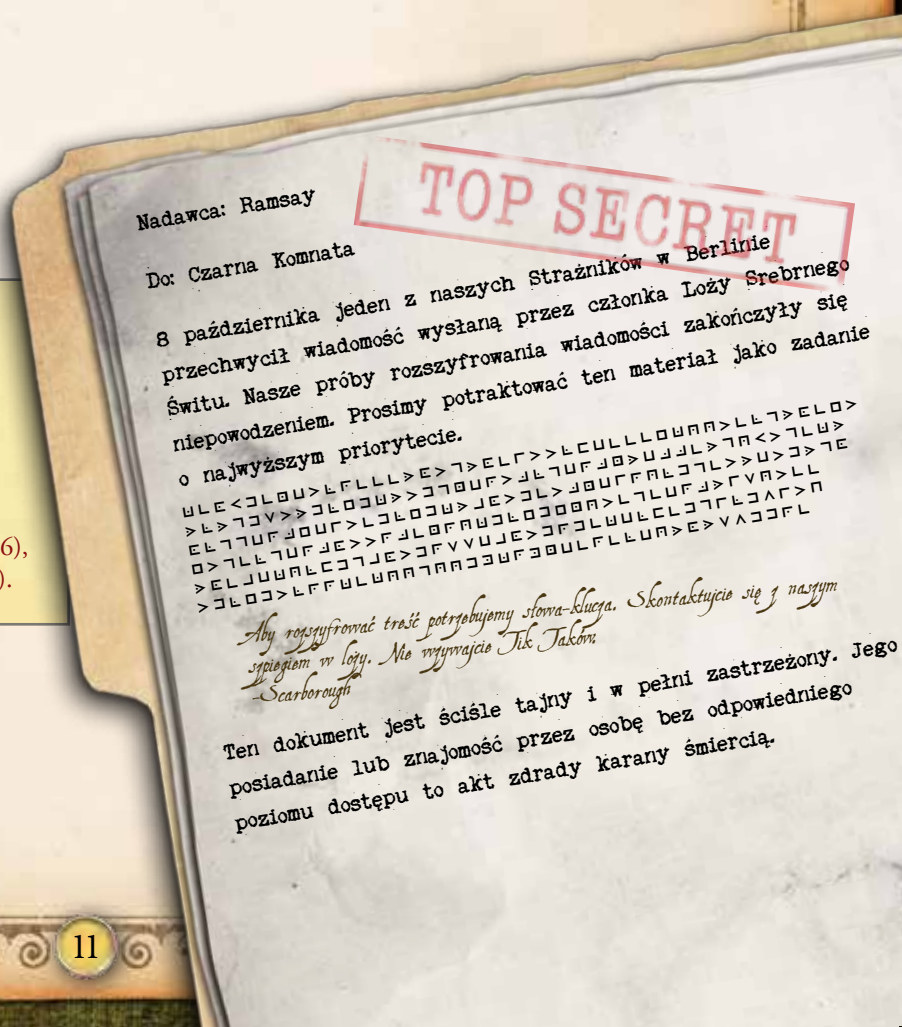 TOP SECRET
Nadawca: Ramsay
Do: Czarna Komnata
8 października jeden z naszych Strażników w Berlinie
przechwycił wiadomość wysłaną przez członka Loży Srebrnego
Świtu. Nasze próby rozszyfrowania wiadomości zakończyły się
niepowodzeniem. Prosimy potraktować ten materiał jako zadanie
o najwyższym priorytecie.
Aby rozszyfrować treść potrzebujemy słowa-klucza. Skontaktujcie się z naszym
szpiegiem w loży. Nie wzywajcie Tik Taków.
-Scarborough
Ten dokument jest ściśle tajny i w pełni zastrzeżony. Jego
posiadanie lub znajomość przez osobę bez odpowiedniego
poziomu dostępu to akt zdrady karany śmiercią.
6),
).
11